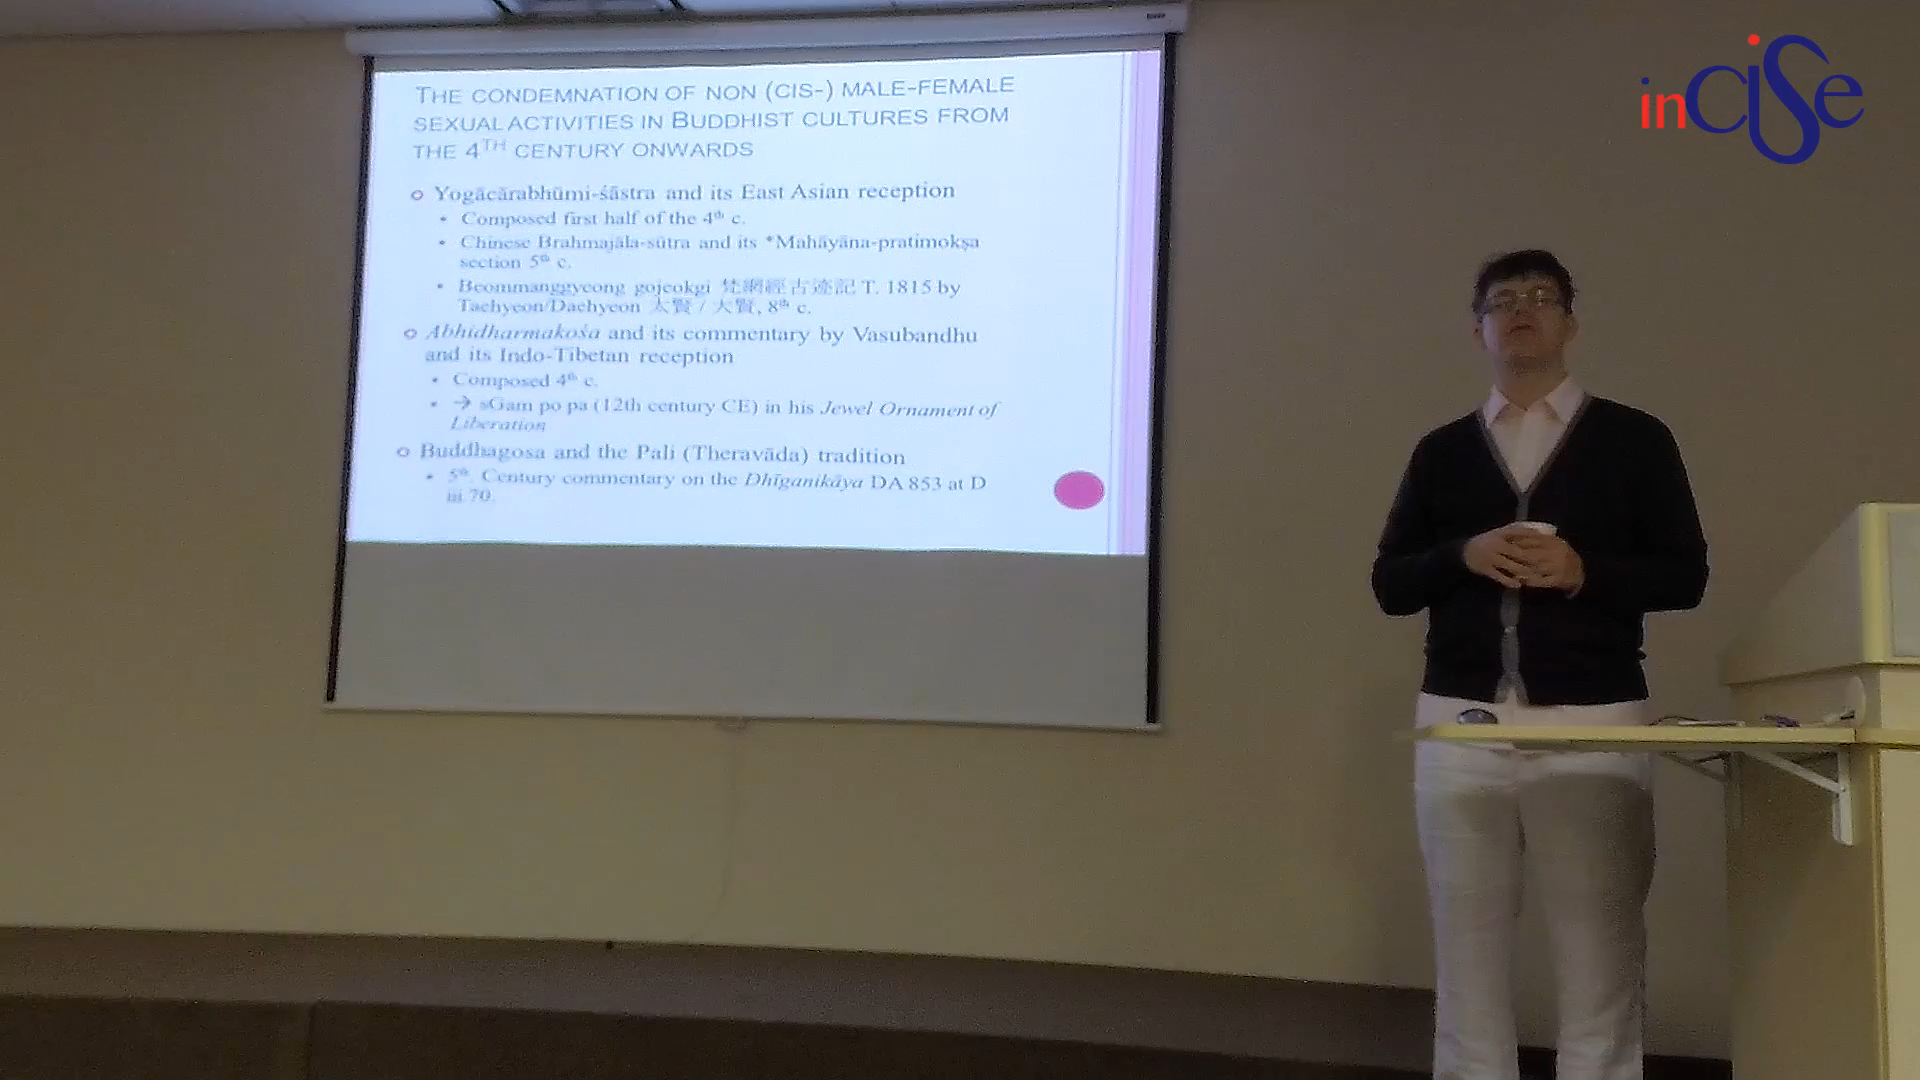 inCiSe
THE CONDEMNATION OF NON (CIS-) MALE-FEMALE
SEXUAL ACTIVITIES IN BUDDHIST CULTURES FROM
THE 4TH CENTURY ONWARDS
Yogācārabhūmi-śāstra and its East Asian reception
• Composed first half of the 4th c.
• Chinese Brahmajāla-sūtra and its *Mahāyāna-pratimokṣa
section 5th c.
• Beommanggyeong gojeokgi 梵網經古迹記 T. 1815 by
Taehyeon/Daehyeon 太賢 / 大賢, 8th c.
Abhidharmakośa and its commentary by Vasubandhu
and its Indo-Tibetan reception
• Composed 4th c.
• → sGam po pa (12th century CE) in his Jewel Ornament of
Liberation
Buddhagosa and the Pali (Theravāda) tradition
• 5th. Century commentary on the Dhīganikāya DA 853 at D
iii.70.